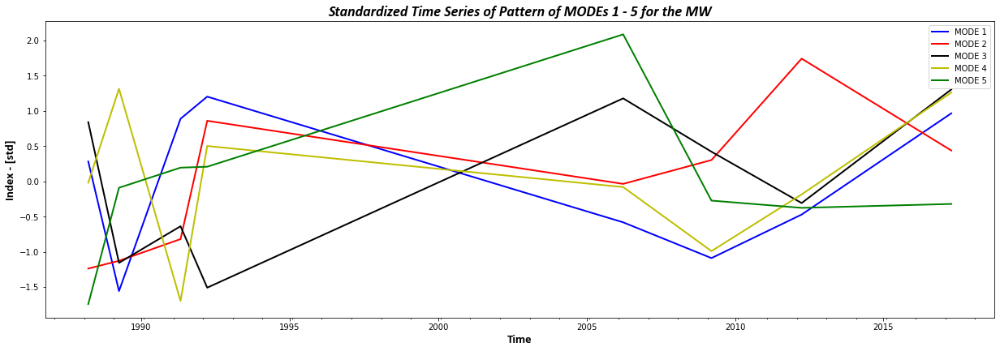 Standardized Time Series of Pattern of MODEs 1 - 5 for the MW
MODE 1
MODE 2
MODE 3
MODE 4
MODE 5
2.0
1.5
1.0
0.5
0.0
−0.5
−1.0
−1.5
Index - [std]
1990
1995
2000
2005
2010
2015
Time